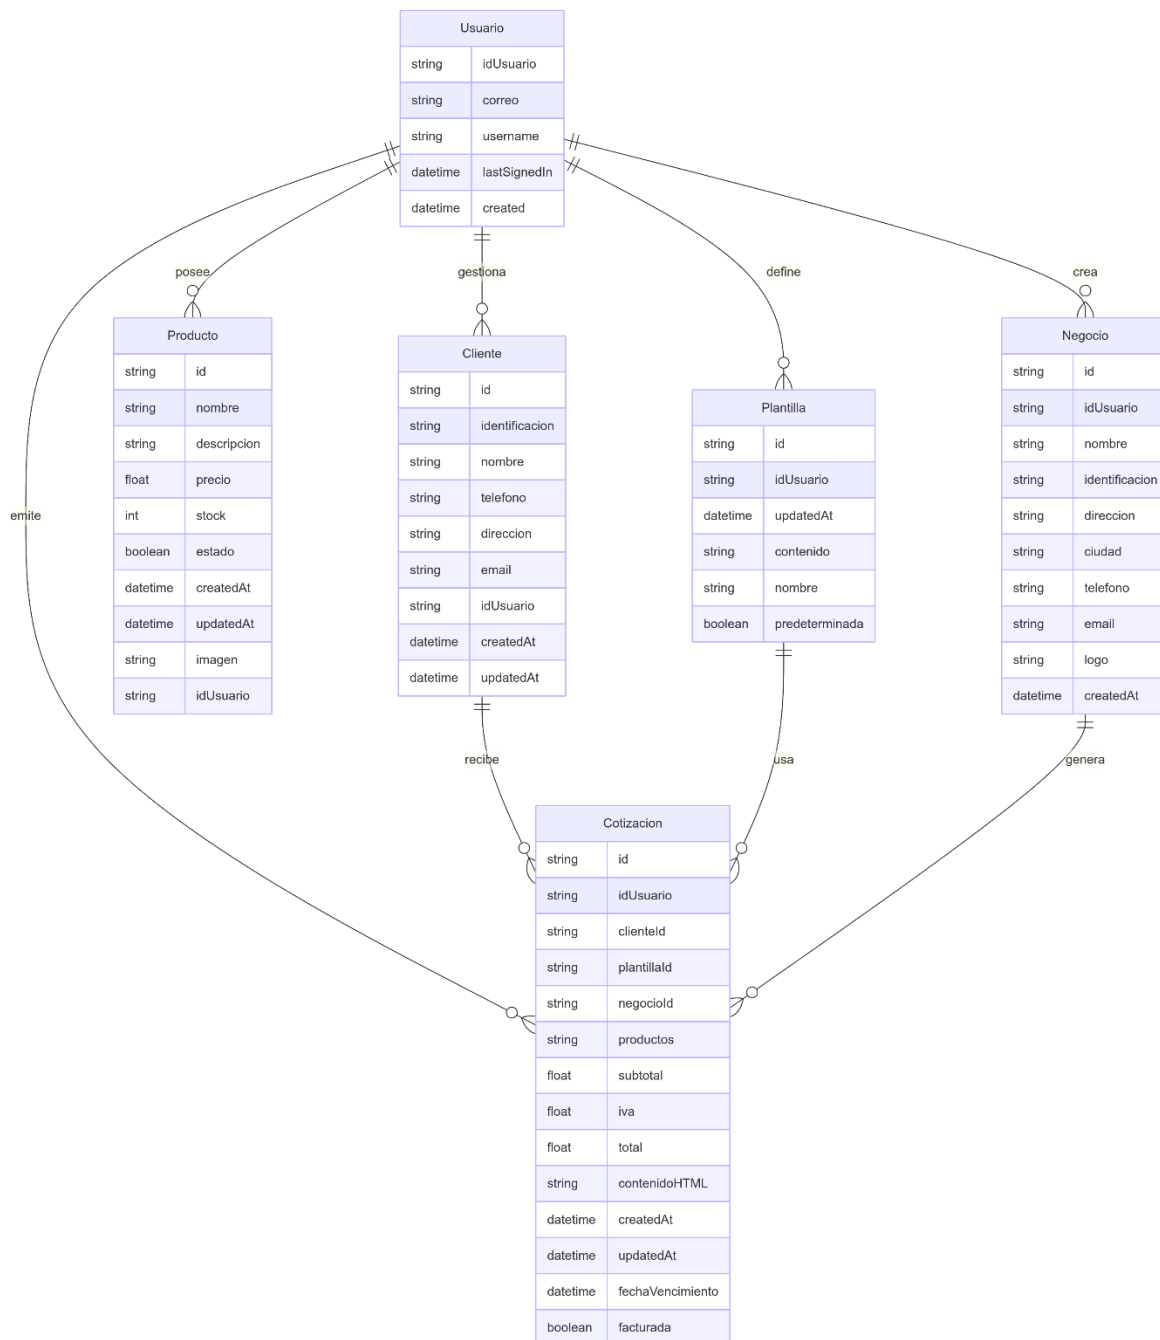 Usuario
string idUsuario
string correo
string username
datetime lastSignedIn
datetime created
posee
gestiona
define
crea
Producto
string id
string nombre
string descripcion
float precio
int stock
boolean estado
datetime createdAt
datetime updatedAt
string imagen
string idUsuario
Cliente
string id
string identificacion
string nombre
string telefono
string direccion
string email
string idUsuario
datetime createdAt
datetime updatedAt
Plantilla
string id
string idUsuario
datetime updatedAt
string contenido
string nombre
boolean predeterminada
Negocio
string id
string idUsuario
string nombre
string identificacion
string direccion
string ciudad
string telefono
string email
string logo
datetime createdAt
emite
recibe
usa
genera
Cotizacion
string id
string idUsuario
string clienteId
string plantillaId
string negocioId
string productos
float subtotal
float iva
float total
string contenidoHTML
datetime createdAt
datetime updatedAt
datetime fechaVencimiento
boolean facturada